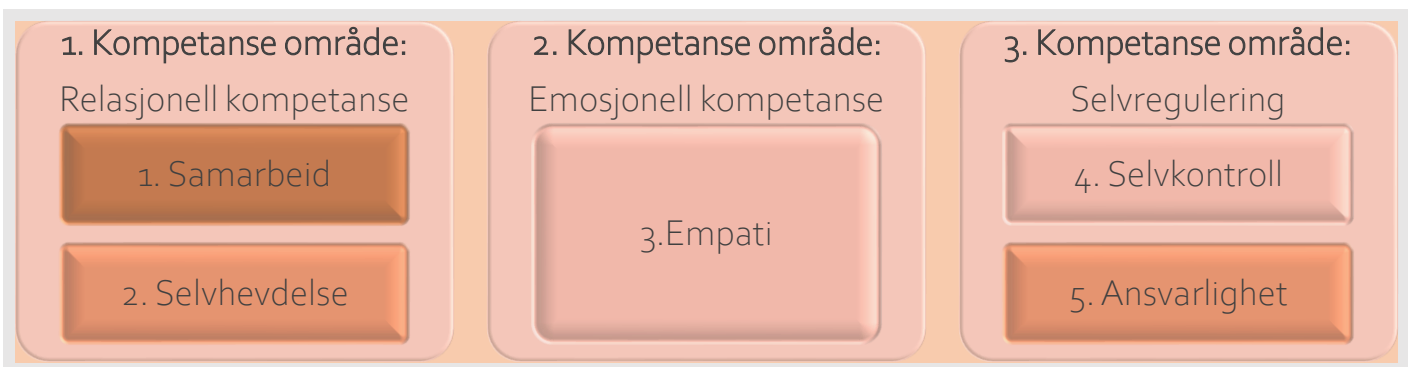 1. Kompetanse område:
Relasjonell kompetanse
1. Samarbeid
2. Selvhevdelse
2. Kompetanse område:
Emosjonell kompetanse
3.Empati
3. Kompetanse område:
Selvregulering
4. Selvkontroll
5. Ansvarlighet